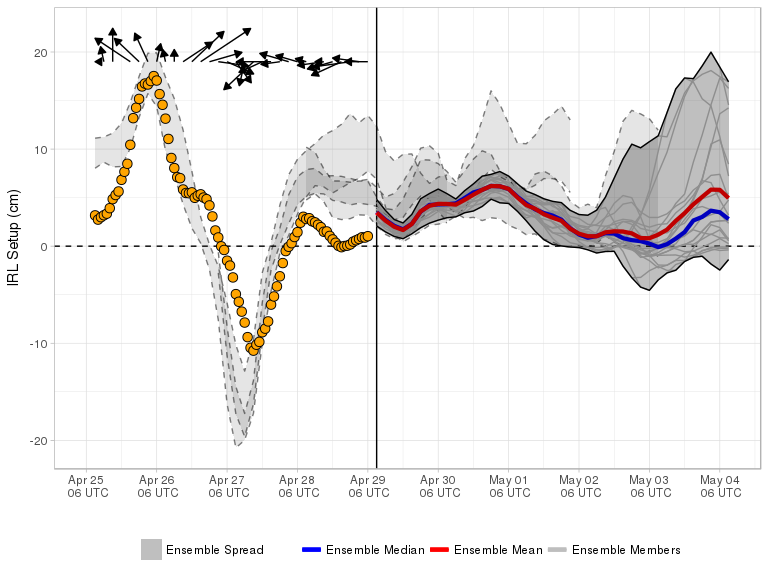 IRL Setup (cm)
20
10
0
-10
-20
Apr 25 Apr 26 Apr 27 Apr 28 Apr 29 Apr 30 May 01 May 02 May 03 May 04
06 UTC 06 UTC 06 UTC 06 UTC 06 UTC 06 UTC 06 UTC 06 UTC 06 UTC 06 UTC
Ensemble Spread Ensemble Median Ensemble Mean Ensemble Members